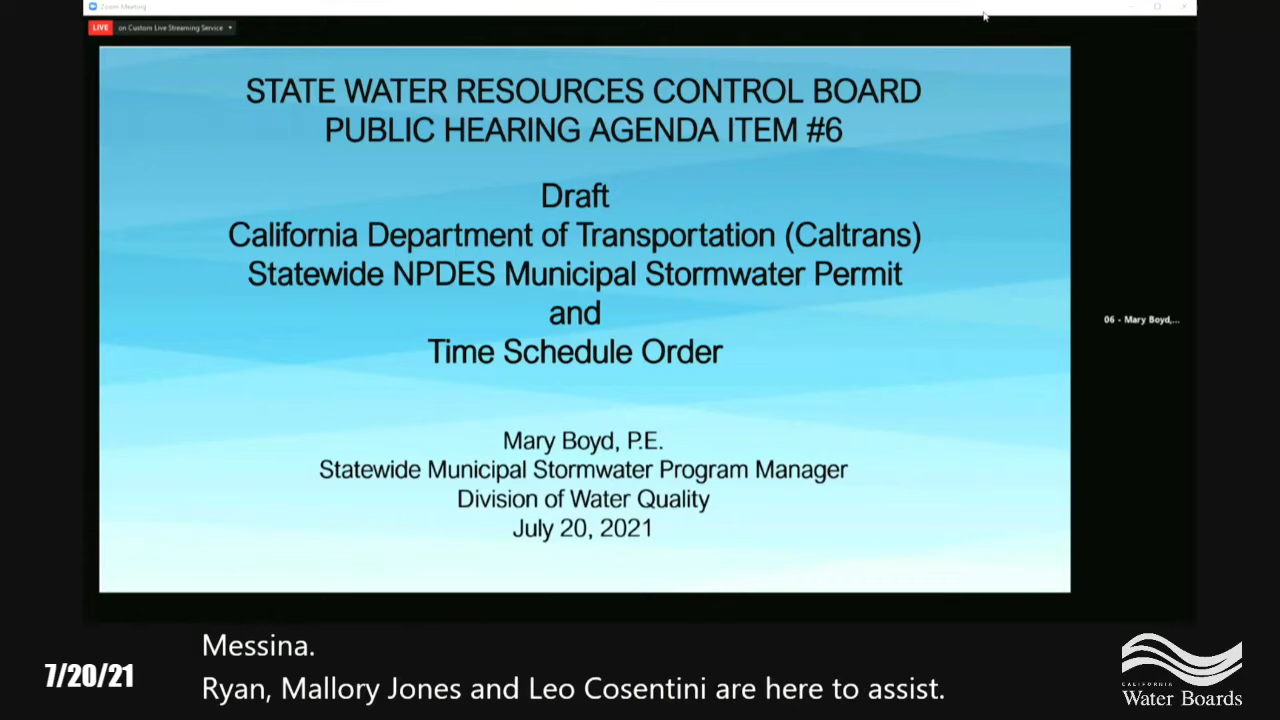 Zoom Meeting
LIVE on Custom Live Streaming Service
STATE WATER RESOURCES CONTROL BOARD
PUBLIC HEARING AGENDA ITEM #6
Draft
California Department of Transportation (Caltrans)
Statewide NPDES Municipal Stormwater Permit
and
Time Schedule Order
Mary Boyd, P.E.
Statewide Municipal Stormwater Program Manager
Division of Water Quality
July 20, 2021
06 - Mary Boyd,...
Messina.
Ryan, Mallory Jones and Leo Cosentini are here to assist.
7/20/21
CALIFORNIA
Water Boards